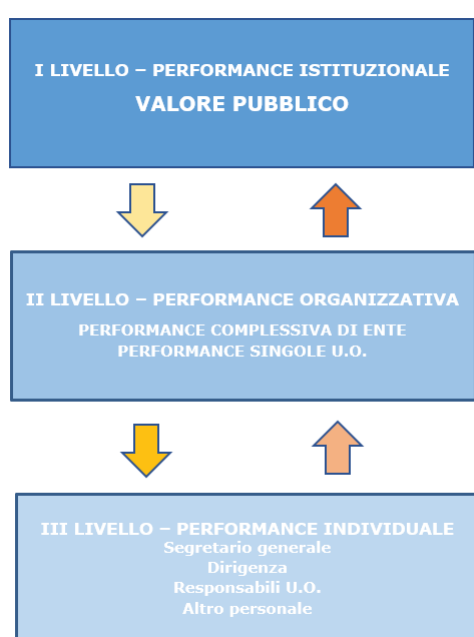 I LIVELLO – PERFORMANCE ISTITUZIONALE
VALORE PUBBLICO
II LIVELLO – PERFORMANCE ORGANIZZATIVA
PERFORMANCE COMPLESSIVA DI ENTE
PERFORMANCE SINGOLE U.O.
III LIVELLO – PERFORMANCE INDIVIDUALE
Segretario generale
Dirigenza
Responsabili U.O.
Altro personale